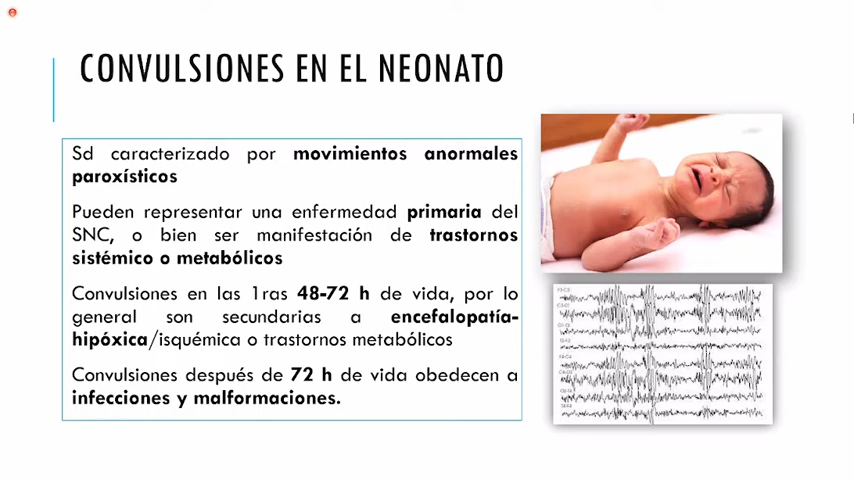 CONVULSIONES EN EL NEONATO
Sd caracterizado por movimientos anormales
paroxísticos
Pueden representar una enfermedad primaria del
SNC, o bien ser manifestación de trastornos
sistémico o metabólicos
Convulsiones en las 1ras 48-72 h de vida, por lo
general son secundarias a encefalopatía-
hipóxica/isquémica o trastornos metabólicos
Convulsiones después de 72 h de vida obedecen a
infecciones y malformaciones.